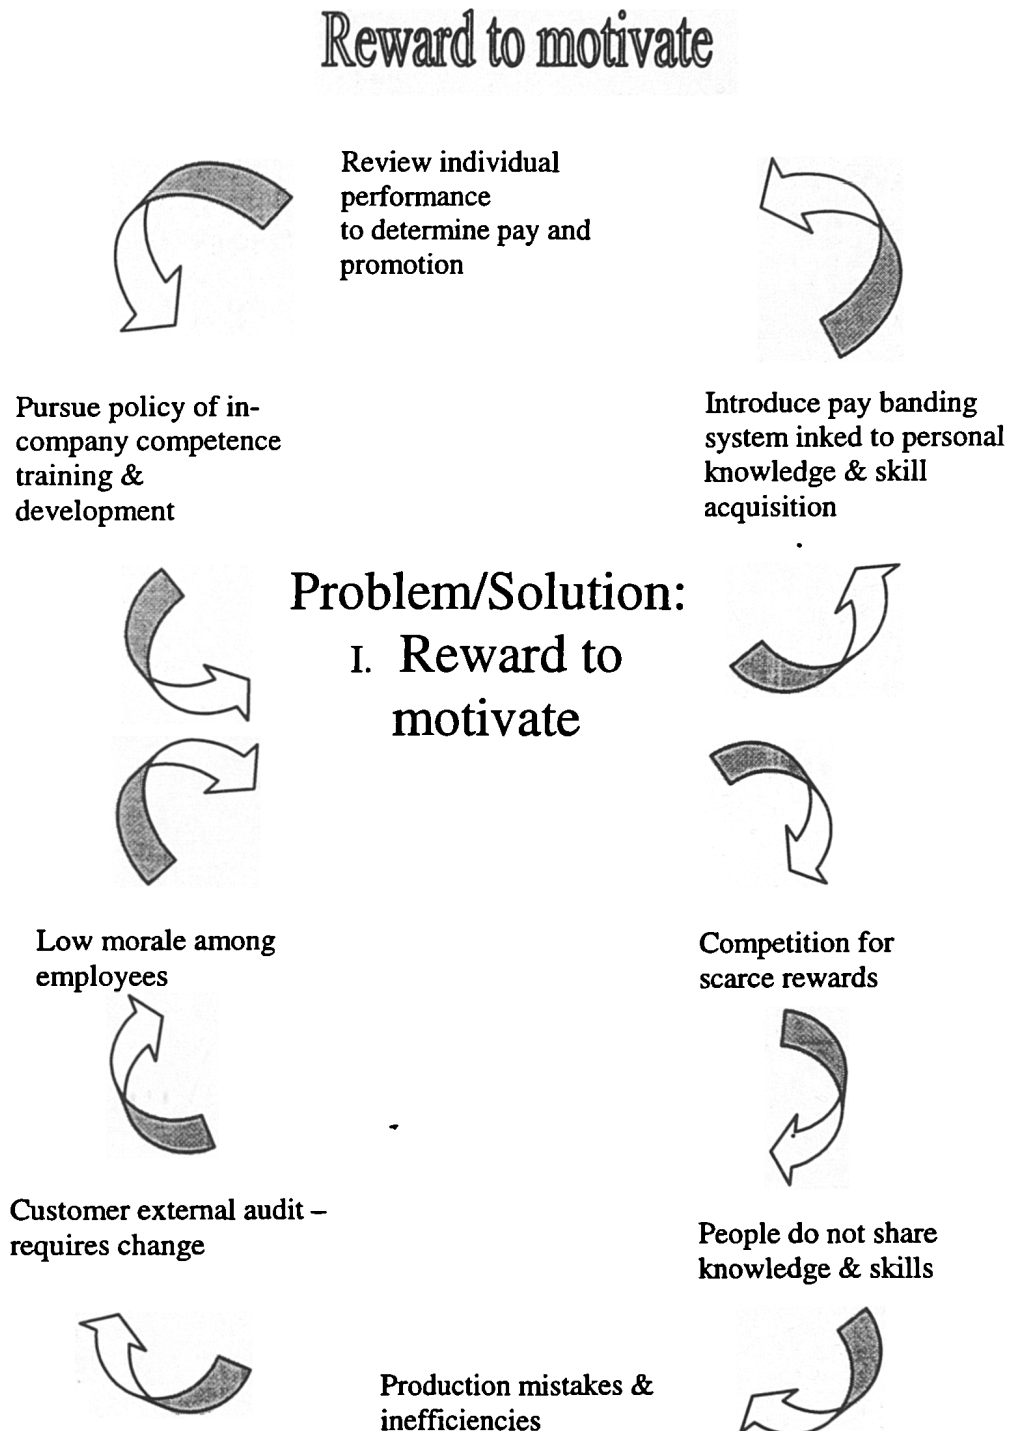 Reward to motivate
Review individual
performance
to determine pay and
promotion
Pursue policy of in-
company competence
training &
development
Introduce pay banding
system inked to personal
knowledge & skill
acquisition
Problem/Solution:
I. Reward to
motivate
Low morale among
employees
Competition for
scarce rewards
Customer external audit –
requires change
People do not share
knowledge & skills
Production mistakes &
inefficiencies